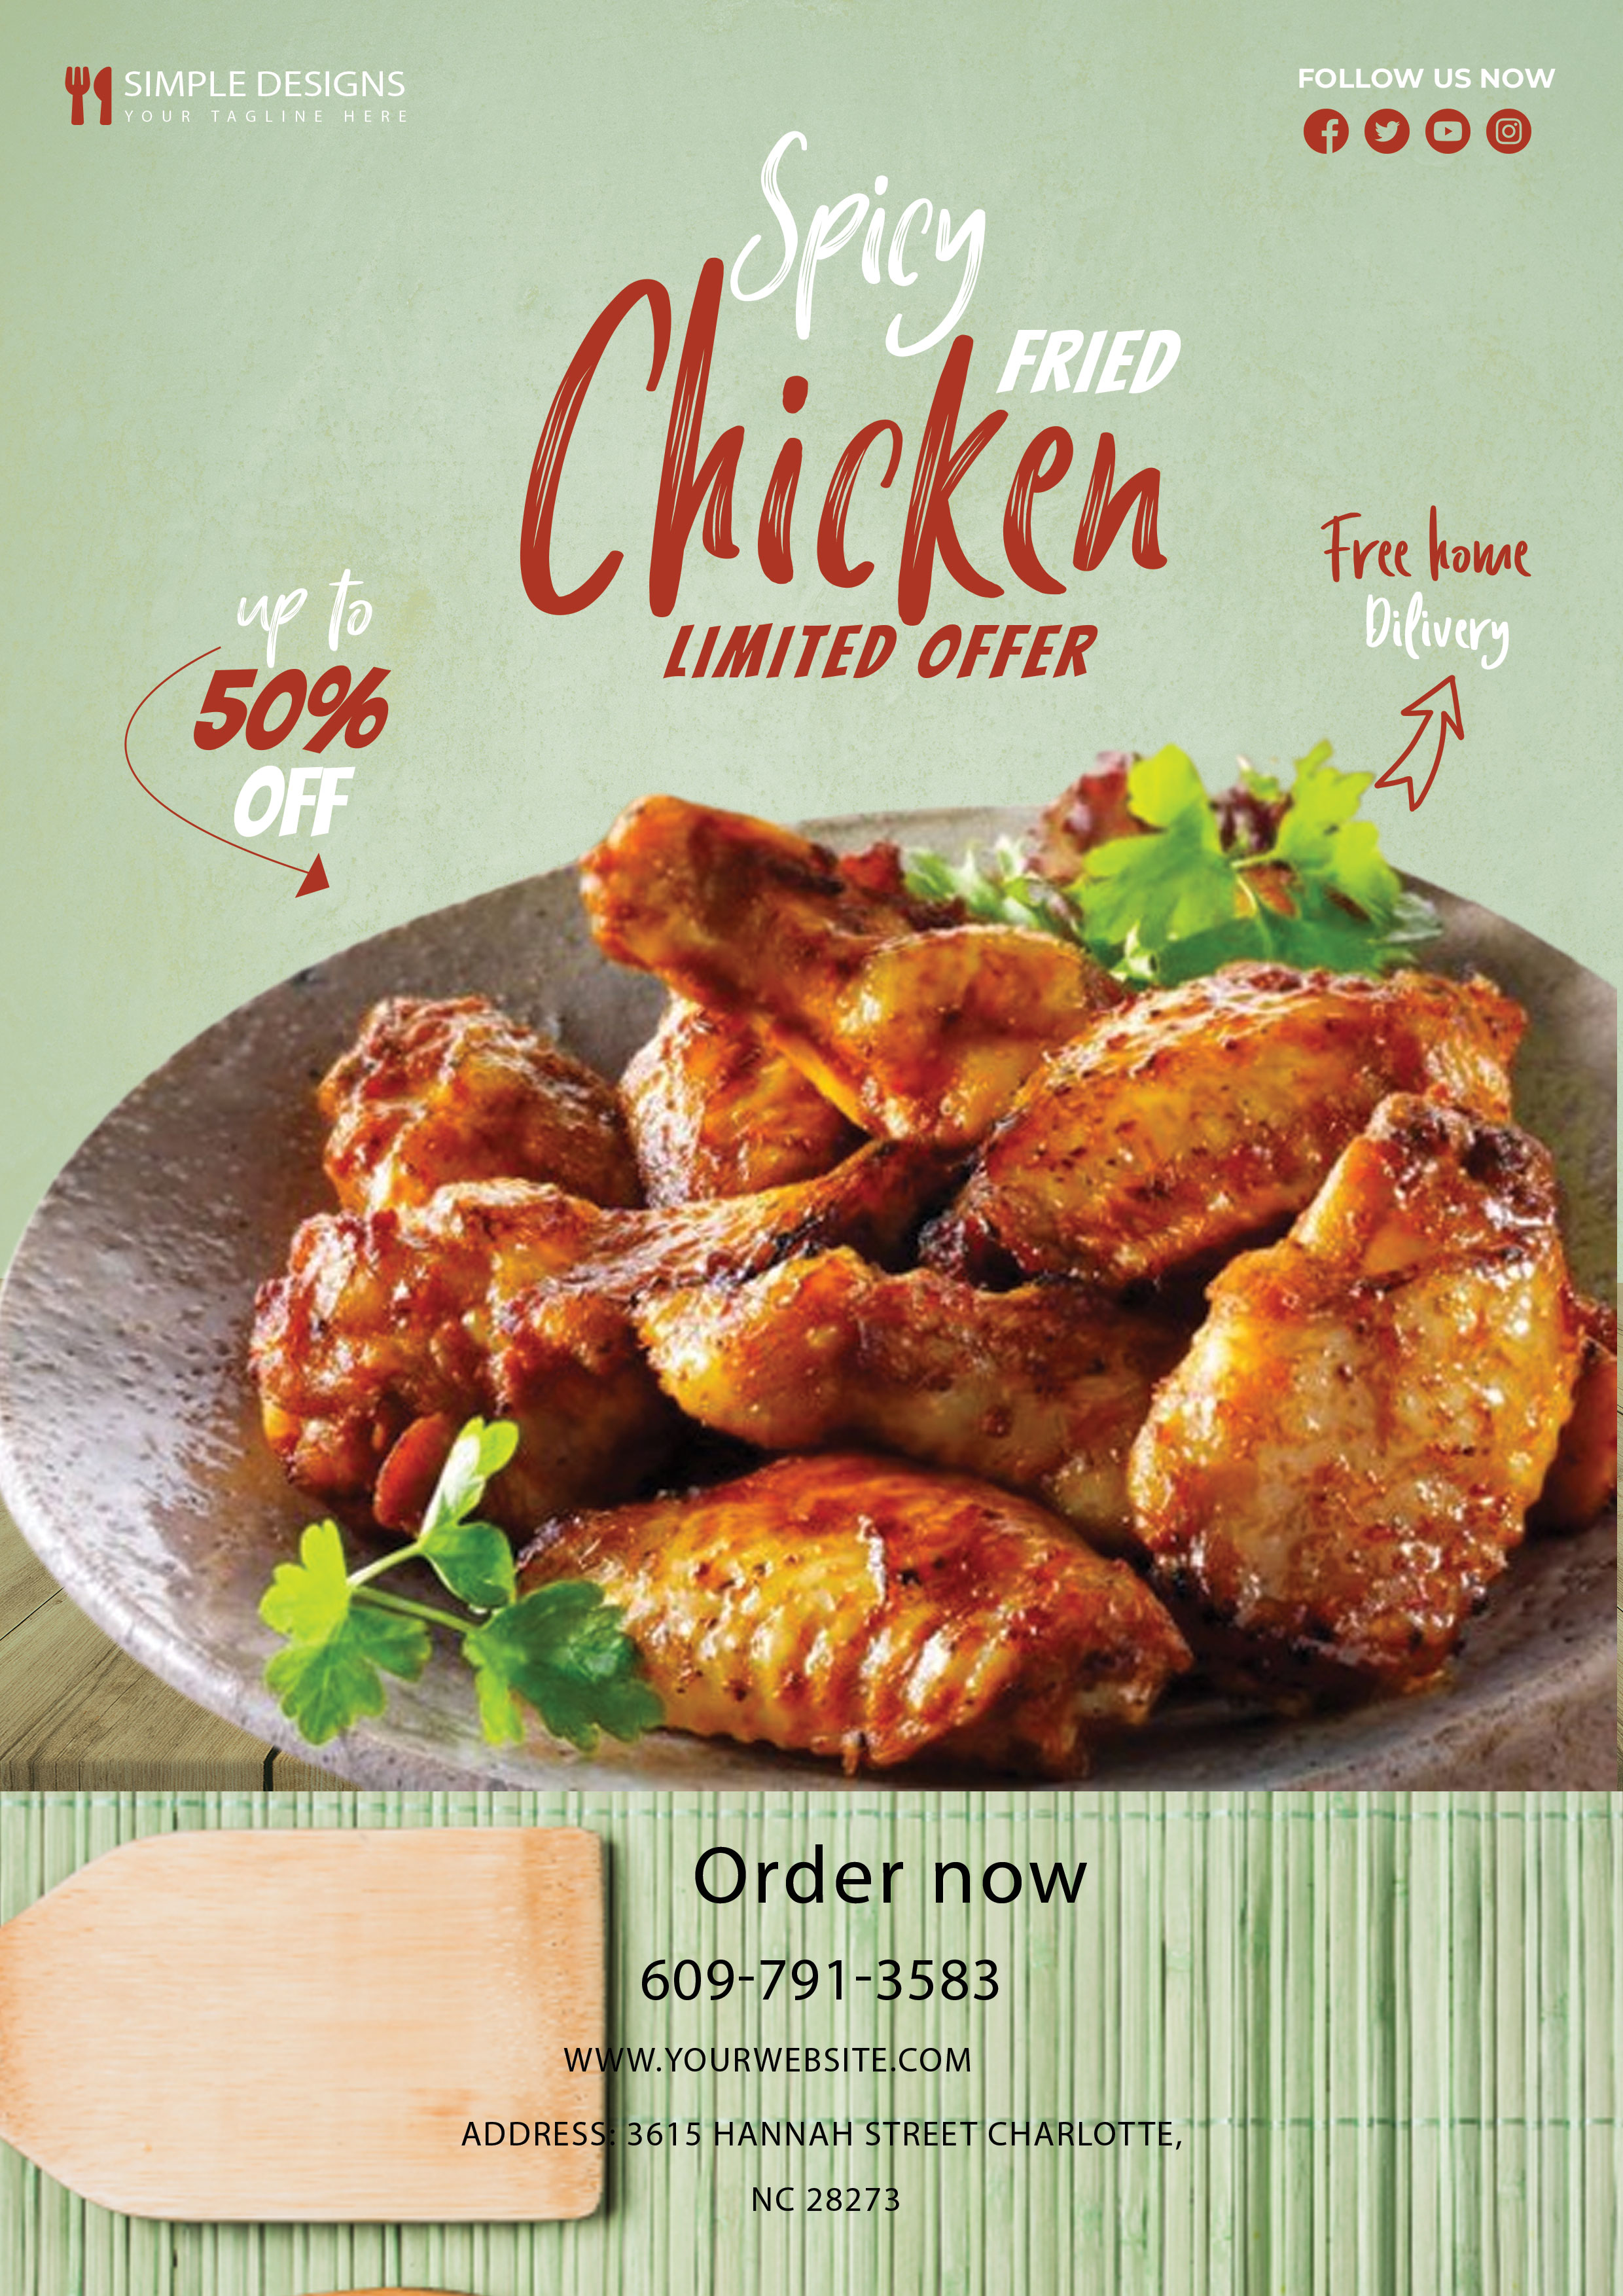 SIMPLE DESIGNS
YOUR TAGLINE HERE
FOLLOW US NOW
Spicy
FRIED
Chicken
LIMITED OFFER
up to
50%
OFF
Free home
Dilivery
Order now
609-791-3583
WWW.YOURWEBSITE.COM
ADDRESS: 3615 HANNAH STREET CHARLOTTE,
NC 28273